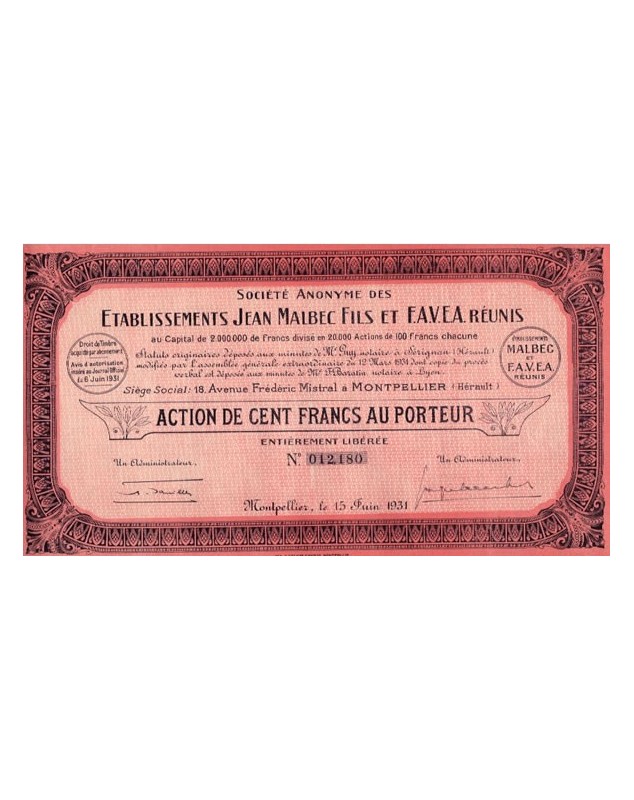 SOCIÉTÉ ANONYME DES
ETABLISSEMENTS JEAN MALBEC FILS ET F.A.V.E.A. RÉUNIS
au Capital de 2.000.000 de Francs divisé en 20.000 Actions de 100 Francs chacune
Statuts originaires déposés aux minutes de Me Guy, notaire à Sérignan (Hérault)
modifiés par l'assemblée générale extraordinaire du 12 Mars 1931 dont copie du procès
verbal est déposée aux minutes de Me Baratin, notaire à Lyon.
Siège Social: 18, Avenue Frédéric Mistral à MONTPELLIER (Hérault)
Droit de Timbre
acquitté par abonnement
Avis d'autorisation
inséré au Journal Officiel
du 6 Juin 1931
ETABLISSEMENTS
MALBEC
ET
F.A.V.E.A.
RÉUNIS
ACTION DE CENT FRANCS AU PORTEUR
ENTIÈREMENT LIBÉRÉE
No 012,180
Un Administrateur.
Un Administrateur.
Montpellier, le 15 Juin 1931